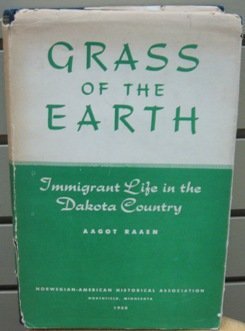 GRASS
OF THE
EARTH
Immigrant Life in the
Dakota Country
AAGOT RAAEN
NORWEGIAN-AMERICAN HISTORICAL ASSOCIATION
NORTHFIELD, MINNESOTA
1950